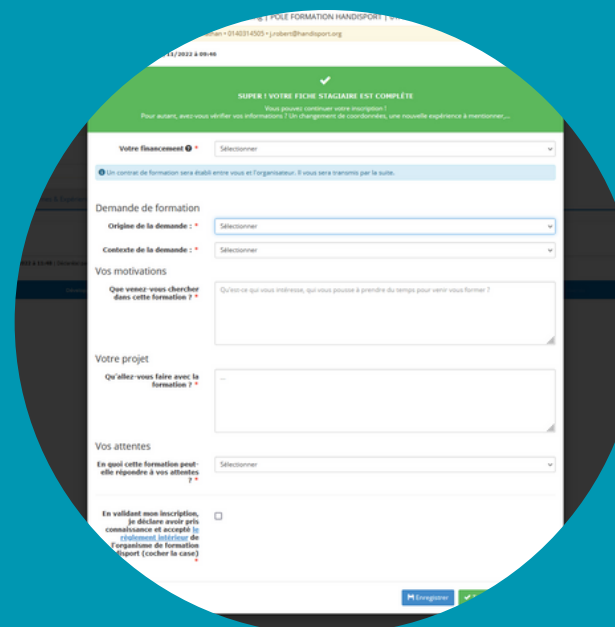 | POLE FORMATION HANDISPORT |
• 0140314505 • j.robert@handisport.org
11/2022 à 09:46
SUPER ! VOTRE FICHE STAGIAIRE EST COMPLÈTE
Vous pouvez continuer votre inscription !
Pour autant, avez-vous vérifier vos informations ? Un changement de coordonnées, une nouvelle expérience à mentionner,...
Votre financement * Sélectionner
Un contrat de formation sera établi entre vous et l'organisateur. Il vous sera transmis par la suite.
Demande de formation
Origine de la demande : * Sélectionner
Contexte de la demande : * Sélectionner
Vos motivations
Que venez-vous chercher dans cette formation ? *
Qu'est-ce qui vous intéresse, qui vous pousse à prendre du temps pour venir vous former ?
Votre projet
Qu'allez-vous faire avec la formation ? *
...
Vos attentes
En quoi cette formation peut-
elle répondre à vos attentes
? *
Sélectionner
En validant mon inscription,
je déclare avoir pris
connaissance et accepté le
règlement intérieur de
l'organisme de formation
disport (cocher la case)
*
Enregistrer